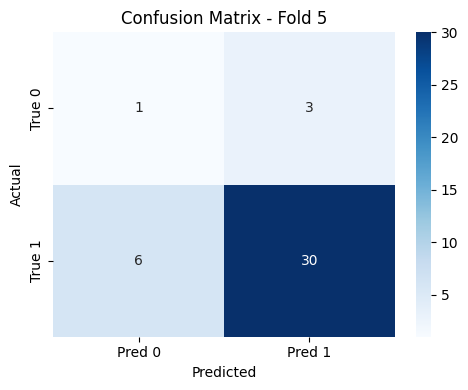 Confusion Matrix - Fold 5
Actual
True 0
True 1
1
3
6
30
Pred 0
Pred 1
Predicted
30
25
20
15
10
5